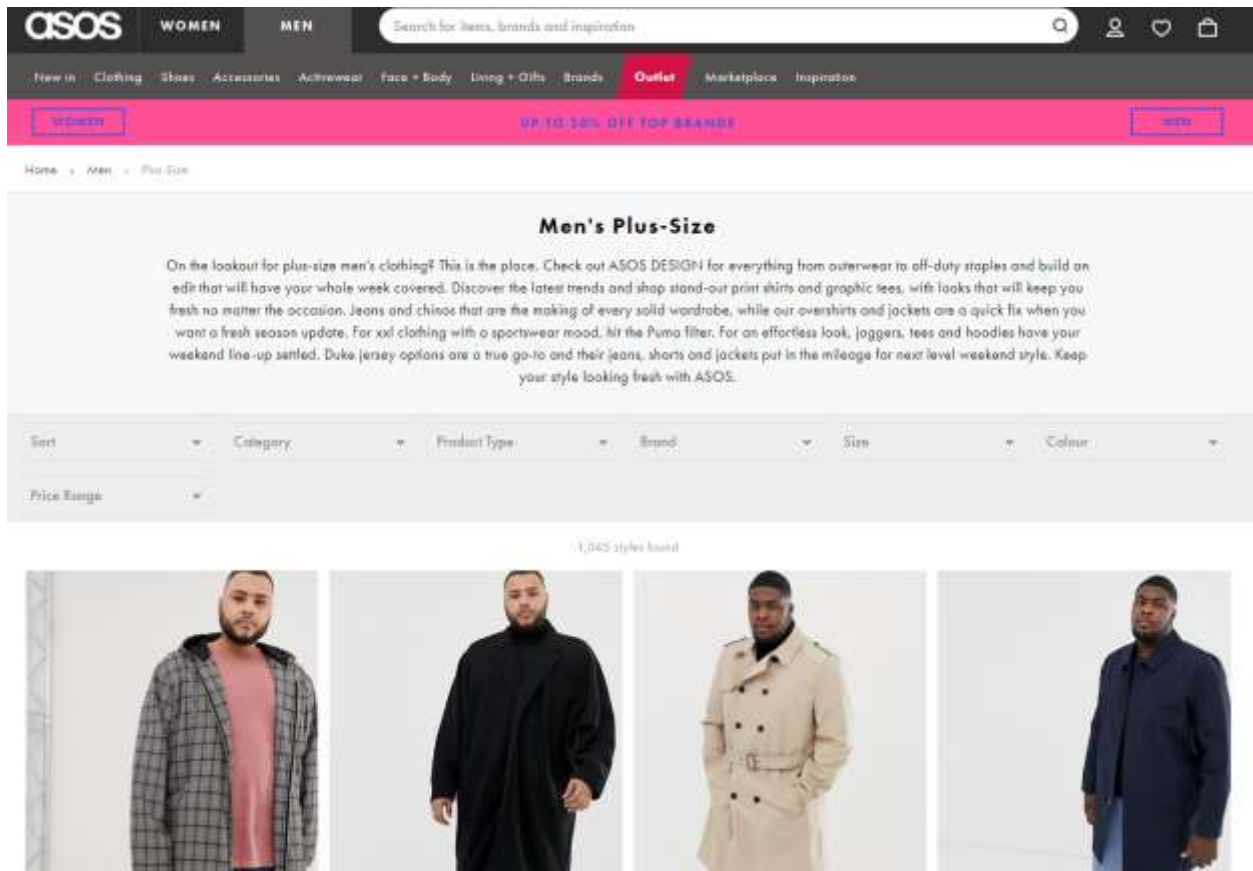 asos
WOMEN
MEN
Search for items, brands and inspiration
New in Clothing Shoes Accessories Activewear Face + Body Living + Gifts Brands Outlet Marketplace Inspiration
WOMEN
UP TO 50% OFF TOP BRANDS
MEN
Home › Men › Plus-Size
Men's Plus-Size
On the lookout for plus-size men's clothing? This is the place. Check out ASOS DESIGN for everything from outerwear to off-duty staples and build an
edit that will have your whole week covered. Discover the latest trends and shop stand-out print shirts and graphic tees, with looks that will keep you
fresh no matter the occasion. Jeans and chinos that are the making of every solid wardrobe, while our overshirts and jackets are a quick fix when you
want a fresh season update. For xxl clothing with a sportswear mood, hit the Puma filter. For an effortless look, joggers, tees and hoodies have your
weekend line-up settled. Duke jersey options are a true go-to and their jeans, shorts and jackets put in the mileage for next level weekend style. Keep
your style looking fresh with ASOS.
Sort Category Product Type Brand Size Colour
Price Range
1,045 styles found